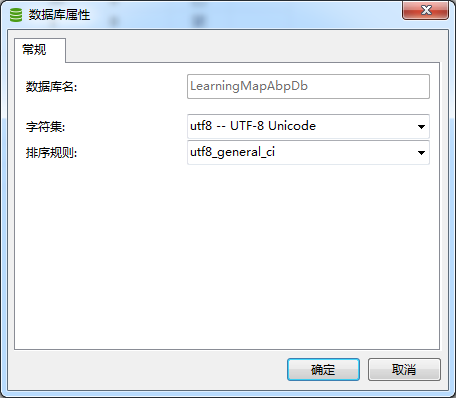 数据库属性
常规
数据库名: LearningMapAbpDb
字符集: utf8 -- UTF-8 Unicode
排序规则: utf8_general_ci
确定 取消